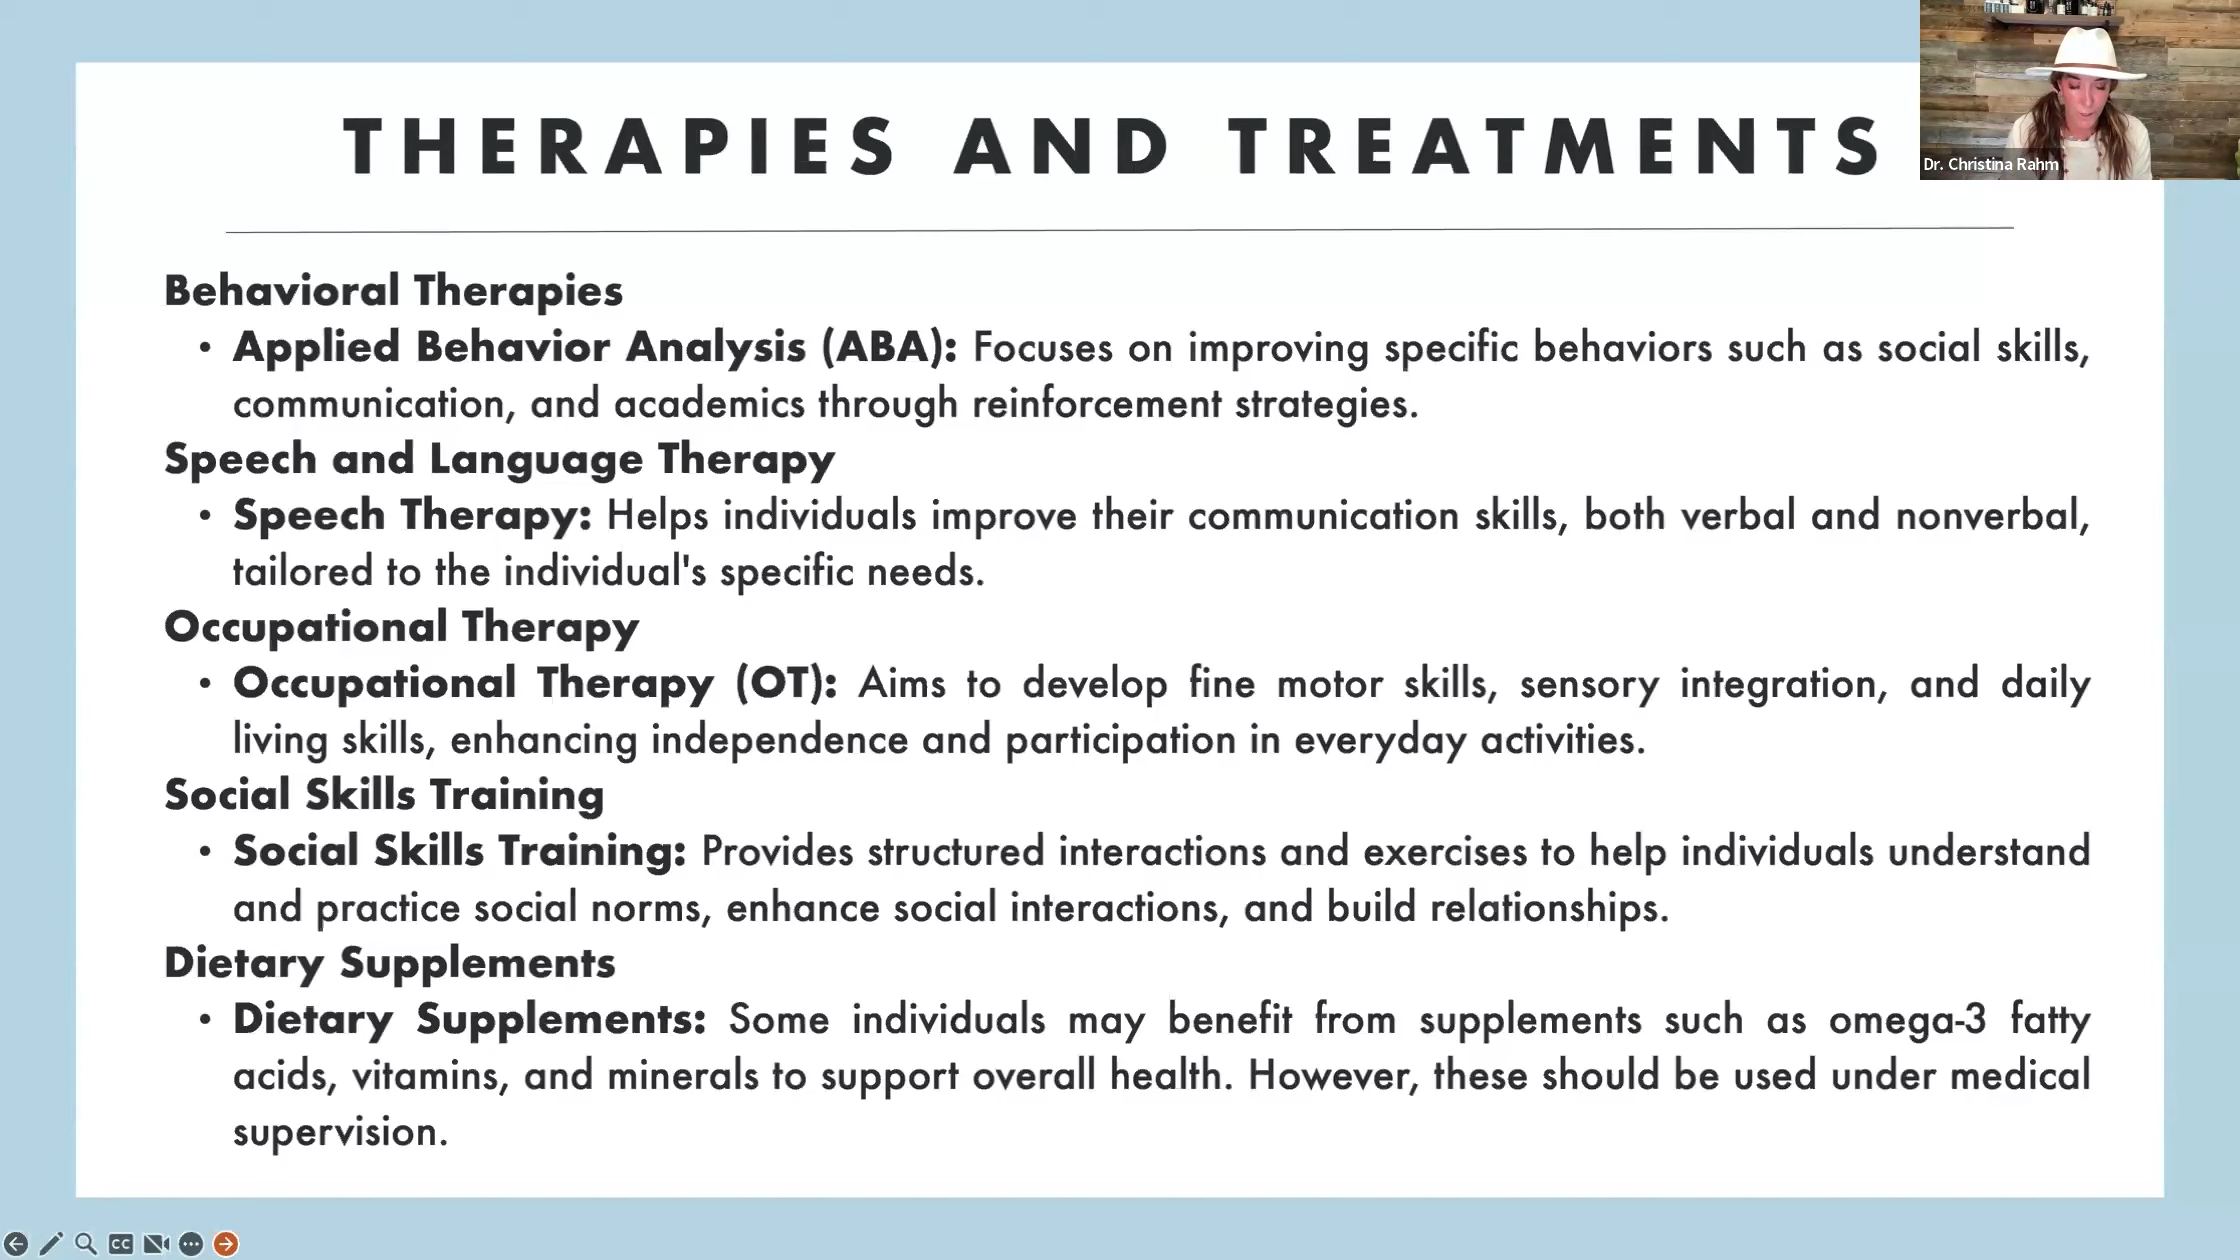 THERAPIES AND TREATMENTS
Dr. Christina Rahm
Behavioral Therapies
• Applied Behavior Analysis (ABA): Focuses on improving specific behaviors such as social skills,
communication, and academics through reinforcement strategies.
Speech and Language Therapy
• Speech Therapy: Helps individuals improve their communication skills, both verbal and nonverbal,
tailored to the individual's specific needs.
Occupational Therapy
• Occupational Therapy (OT): Aims to develop fine motor skills, sensory integration, and daily
living skills, enhancing independence and participation in everyday activities.
Social Skills Training
• Social Skills Training: Provides structured interactions and exercises to help individuals understand
and practice social norms, enhance social interactions, and build relationships.
Dietary Supplements
• Dietary Supplements: Some individuals may benefit from supplements such as omega-3 fatty
acids, vitamins, and minerals to support overall health. However, these should be used under medical
supervision.
CC